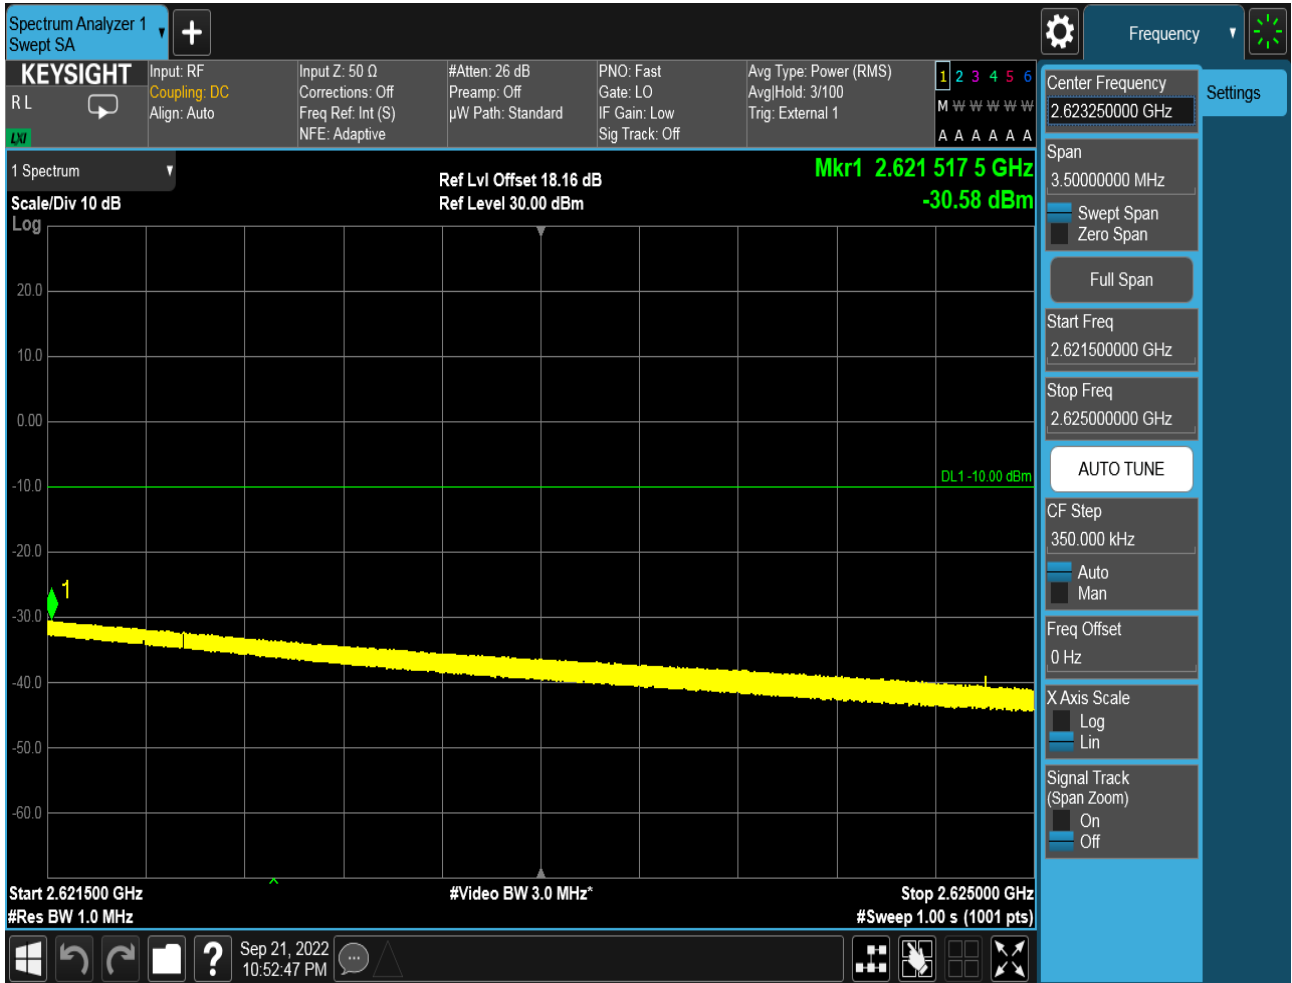 Spectrum Analyzer 1
Swept SA
Frequency
KEYSIGHT
R L
LXI
Input: RF
Coupling: DC
Align: Auto
Input Z: 50 Ω
Corrections: Off
Freq Ref: Int (S)
NFE: Adaptive
#Atten: 26 dB
Preamp: Off
µW Path: Standard
PNO: Fast
Gate: LO
IF Gain: Low
Sig Track: Off
Avg Type: Power (RMS)
Avg|Hold: 3/100
Trig: External 1
1 2 3 4 5 6
M W W W W W
A A A A A A
1 Spectrum
Scale/Div 10 dB
Log
Ref Lvl Offset 18.16 dB
Ref Level 30.00 dBm
Mkr1 2.621 517 5 GHz
-30.58 dBm
20.0
10.0
0.00
DL1 -10.00 dBm
-10.0
-20.0
1
-30.0
-40.0
-50.0
-60.0
Start 2.621500 GHz
#Video BW 3.0 MHz*
Stop 2.625000 GHz
#Res BW 1.0 MHz
#Sweep 1.00 s (1001 pts)
Sep 21, 2022
10:52:47 PM
?
Center Frequency
2.623250000 GHz
Settings
Span
3.50000000 MHz
Swept Span
Zero Span
Full Span
Start Freq
2.621500000 GHz
Stop Freq
2.625000000 GHz
AUTO TUNE
CF Step
350.000 kHz
Auto
Man
Freq Offset
0 Hz
X Axis Scale
Log
Lin
Signal Track
(Span Zoom)
On
Off